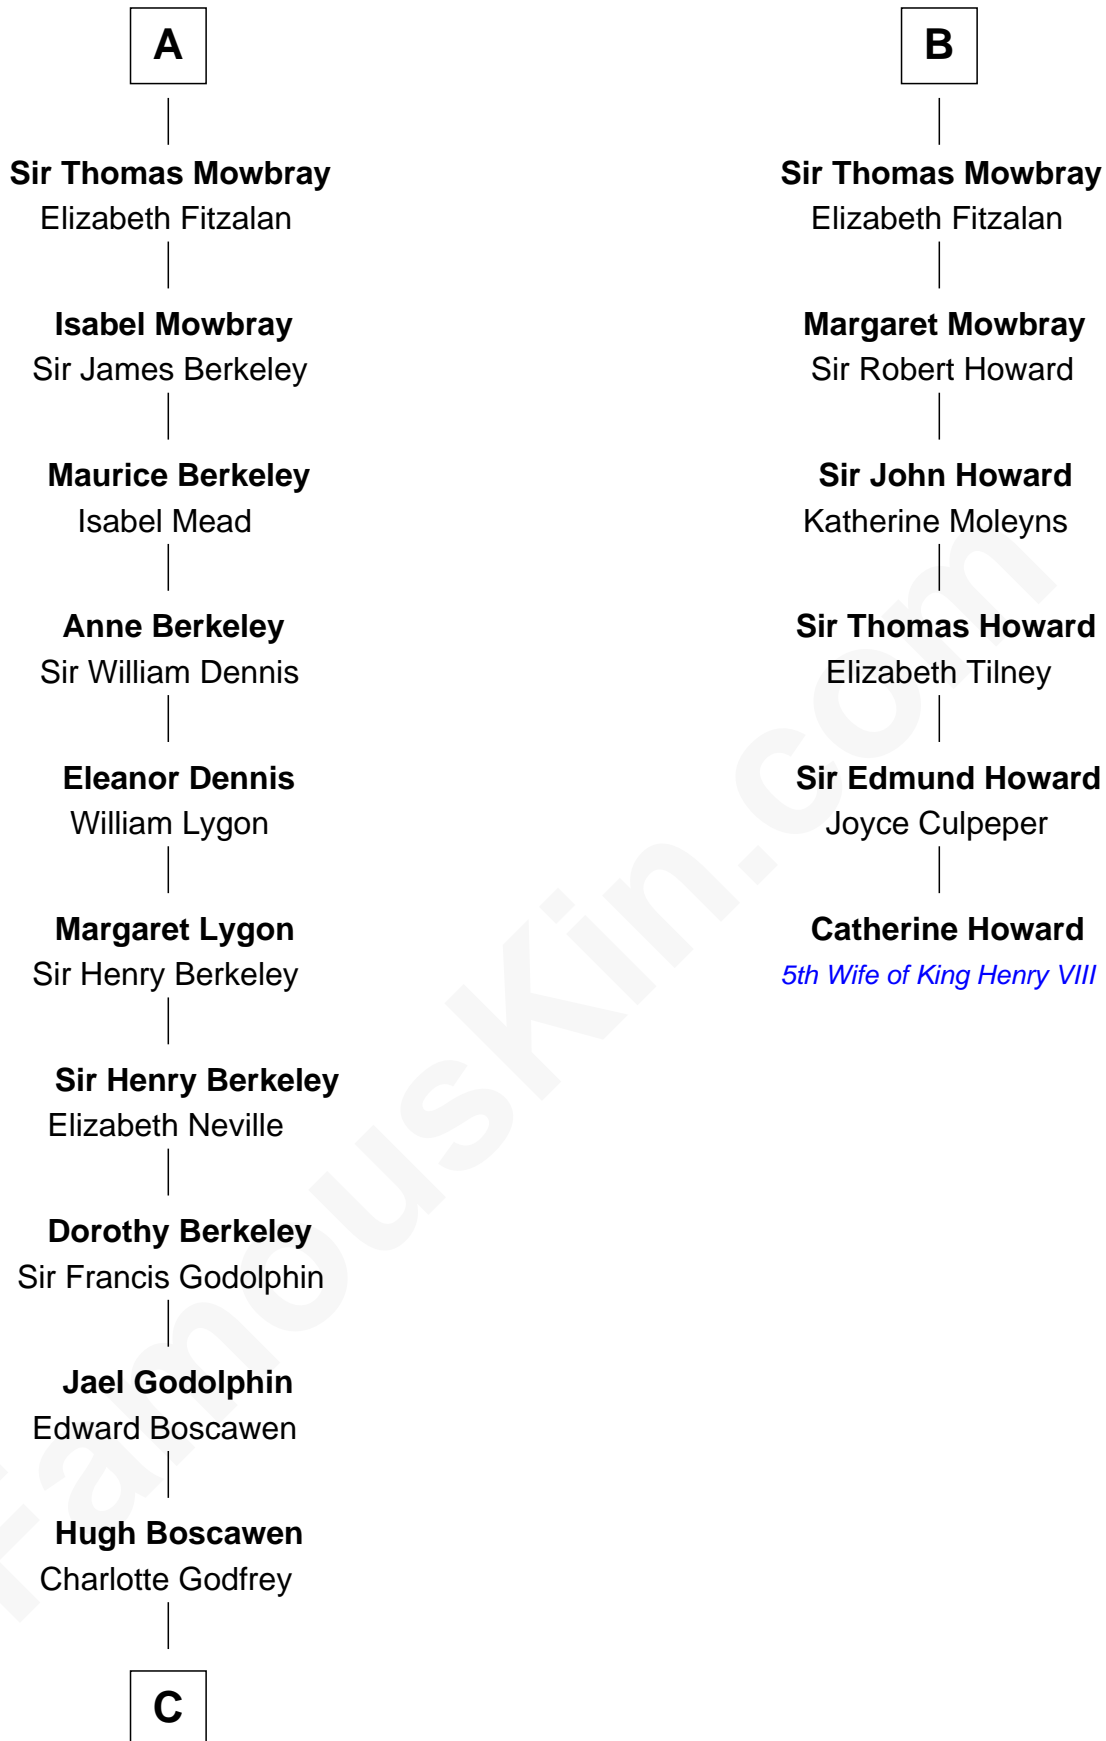 A
Sir Thomas Mowbray
Elizabeth Fitzalan
Isabel Mowbray
Sir James Berkeley
Maurice Berkeley
Isabel Mead
Anne Berkeley
Sir William Dennis
Eleanor Dennis
William Lygon
Margaret Lygon
Sir Henry Berkeley
Sir Henry Berkeley
Elizabeth Neville
Dorothy Berkeley
Sir Francis Godolphin
Jael Godolphin
Edward Boscawen
Hugh Boscawen
Charlotte Godfrey
C
B
Sir Thomas Mowbray
Elizabeth Fitzalan
Margaret Mowbray
Sir Robert Howard
Sir John Howard
Katherine Moleyns
Sir Thomas Howard
Elizabeth Tilney
Sir Edmund Howard
Joyce Culpeper
Catherine Howard
5th Wife of King Henry VIII
FamousKin.com